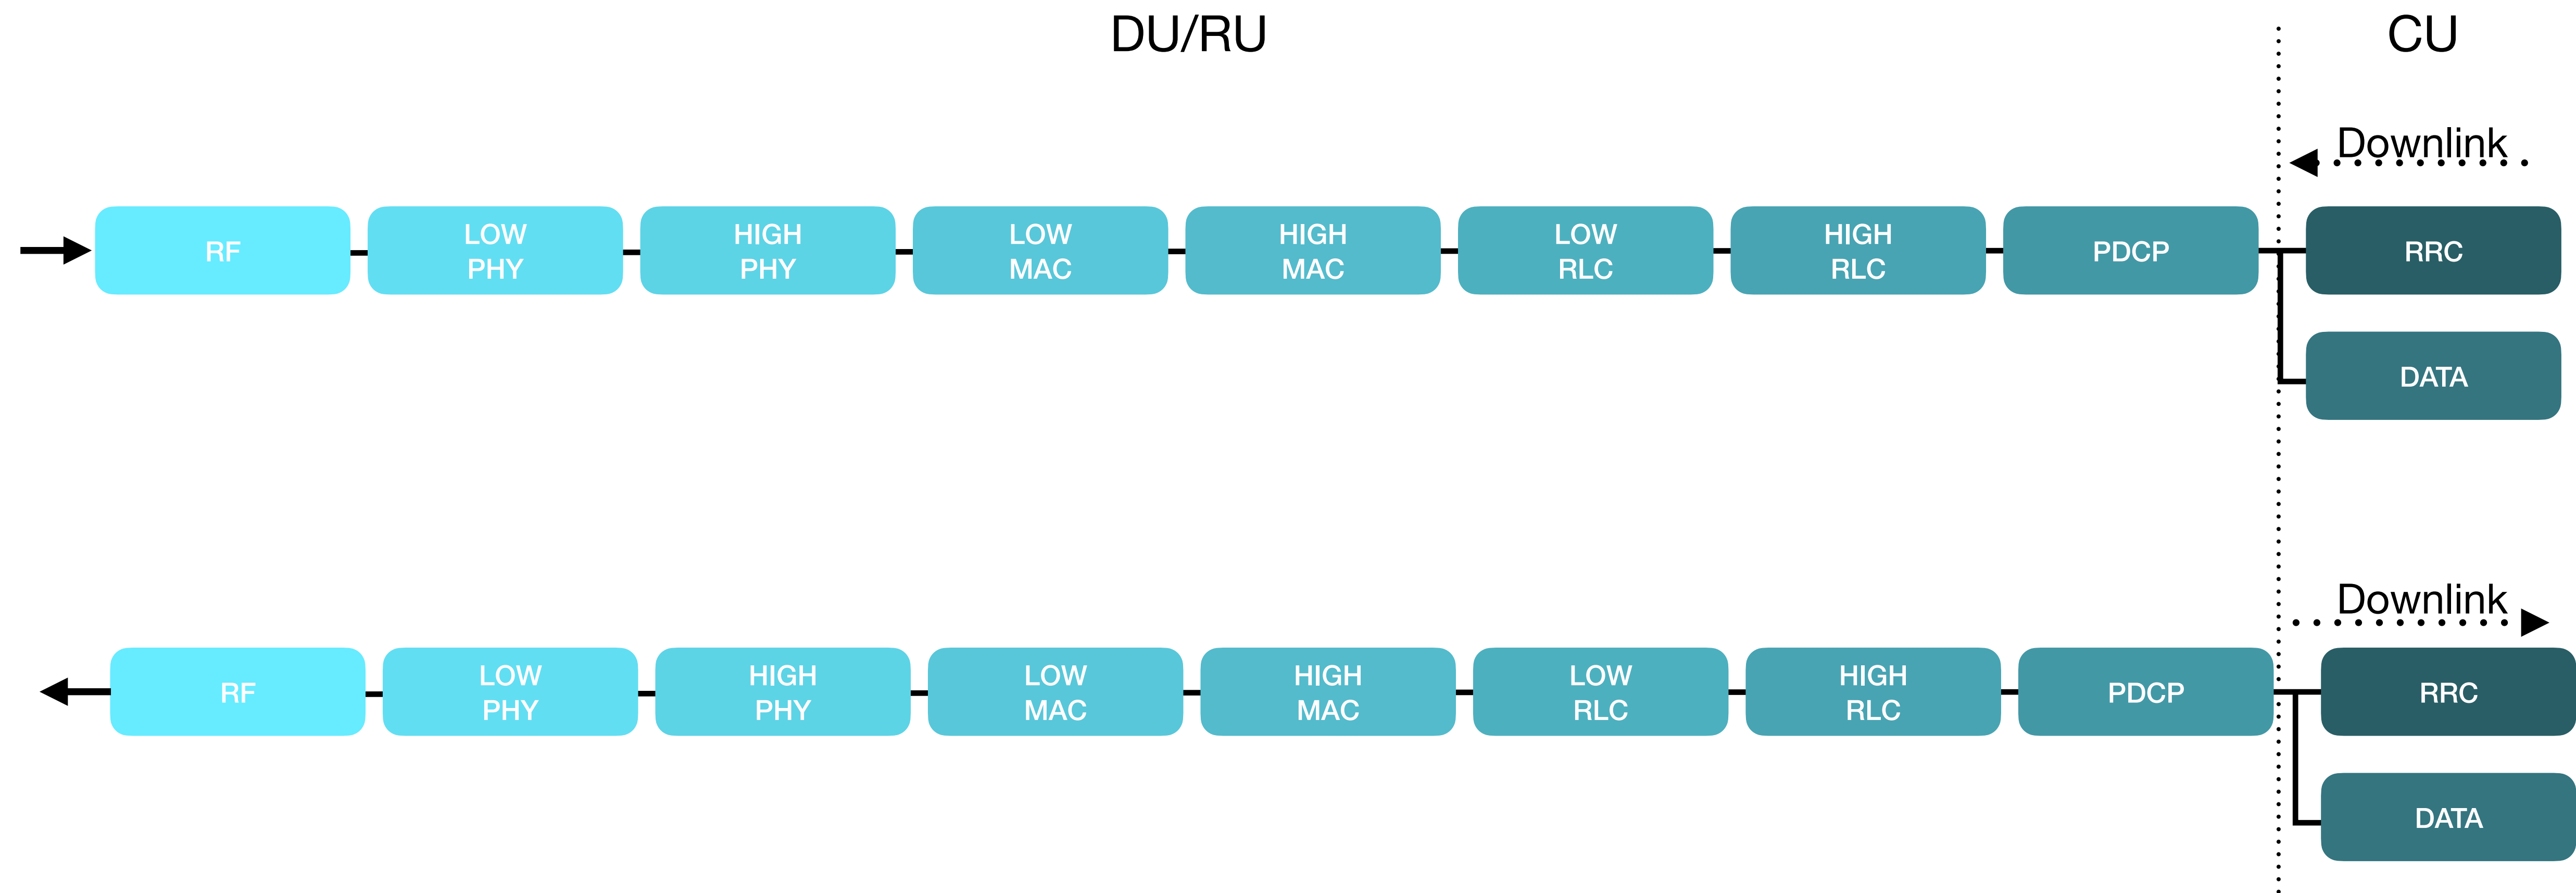 DU/RU
CU
Downlink
RF
LOW
PHY
HIGH
PHY
LOW
MAC
HIGH
MAC
LOW
RLC
HIGH
RLC
PDCP
RRC
DATA
Downlink
RF
LOW
PHY
HIGH
PHY
LOW
MAC
HIGH
MAC
LOW
RLC
HIGH
RLC
PDCP
RRC
DATA